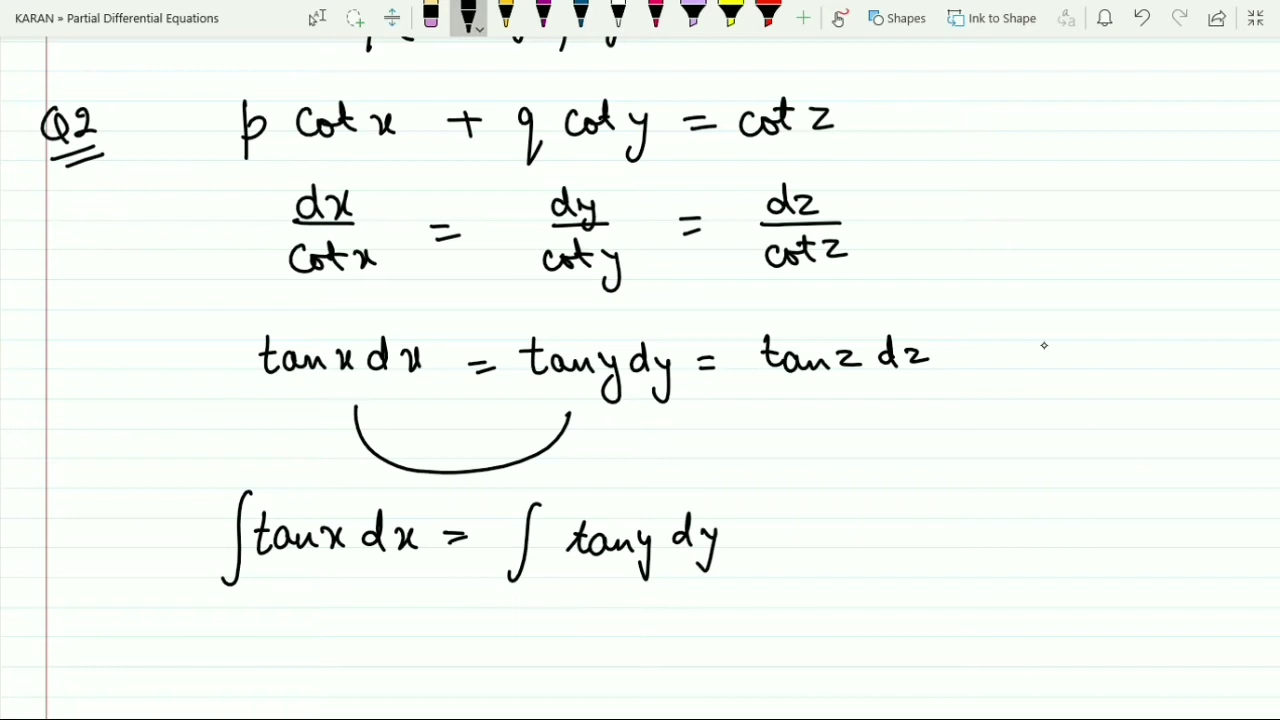 KARAN » Partial Differential Equations Shapes Ink to Shape
Q2 p cot x + q cot y = cot z
dx/cot x = dy/cot y = dz/cot z
tan x dx = tan y dy = tan z dz
∫ tan x dx = ∫ tan y dy